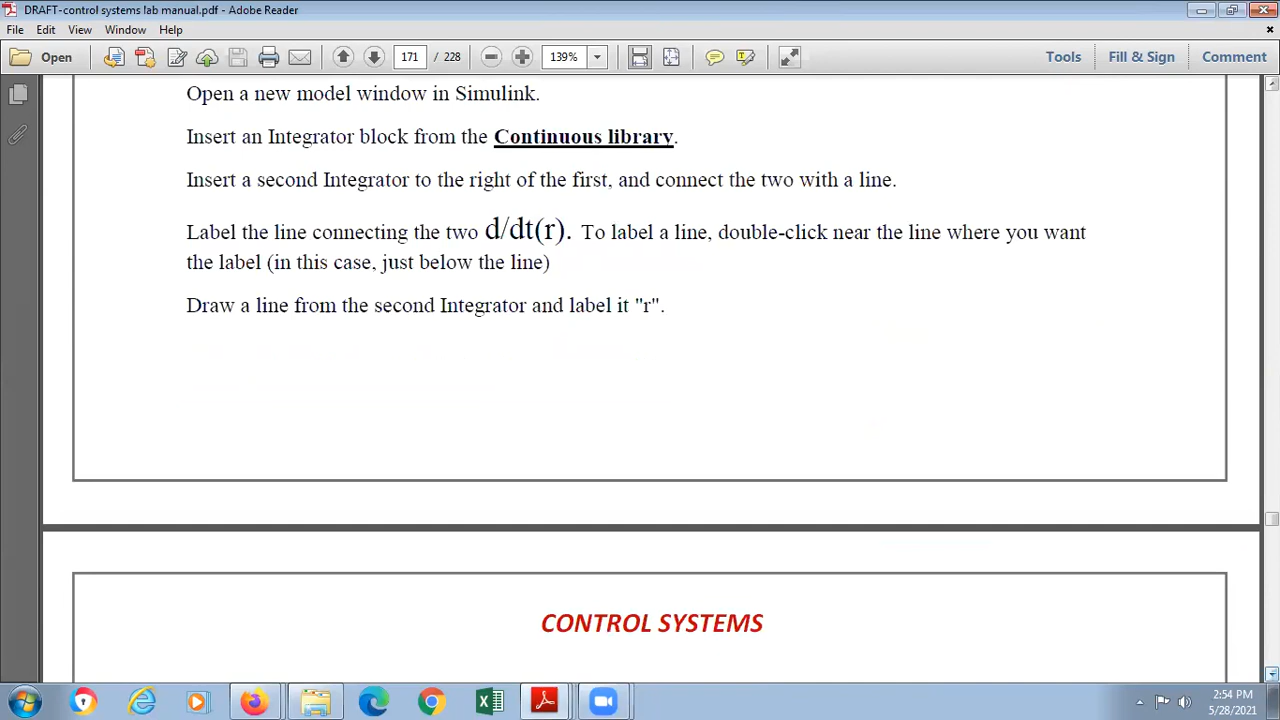 DRAFT-control systems lab manual.pdf - Adobe Reader
File Edit View Window Help
Open 171 / 228 139% Tools Fill & Sign Comment
Open a new model window in Simulink.
Insert an Integrator block from the Continuous library.
Insert a second Integrator to the right of the first, and connect the two with a line.
Label the line connecting the two d/dt(r). To label a line, double-click near the line where you want
the label (in this case, just below the line)
Draw a line from the second Integrator and label it "r".
CONTROL SYSTEMS
2:54 PM
5/28/2021